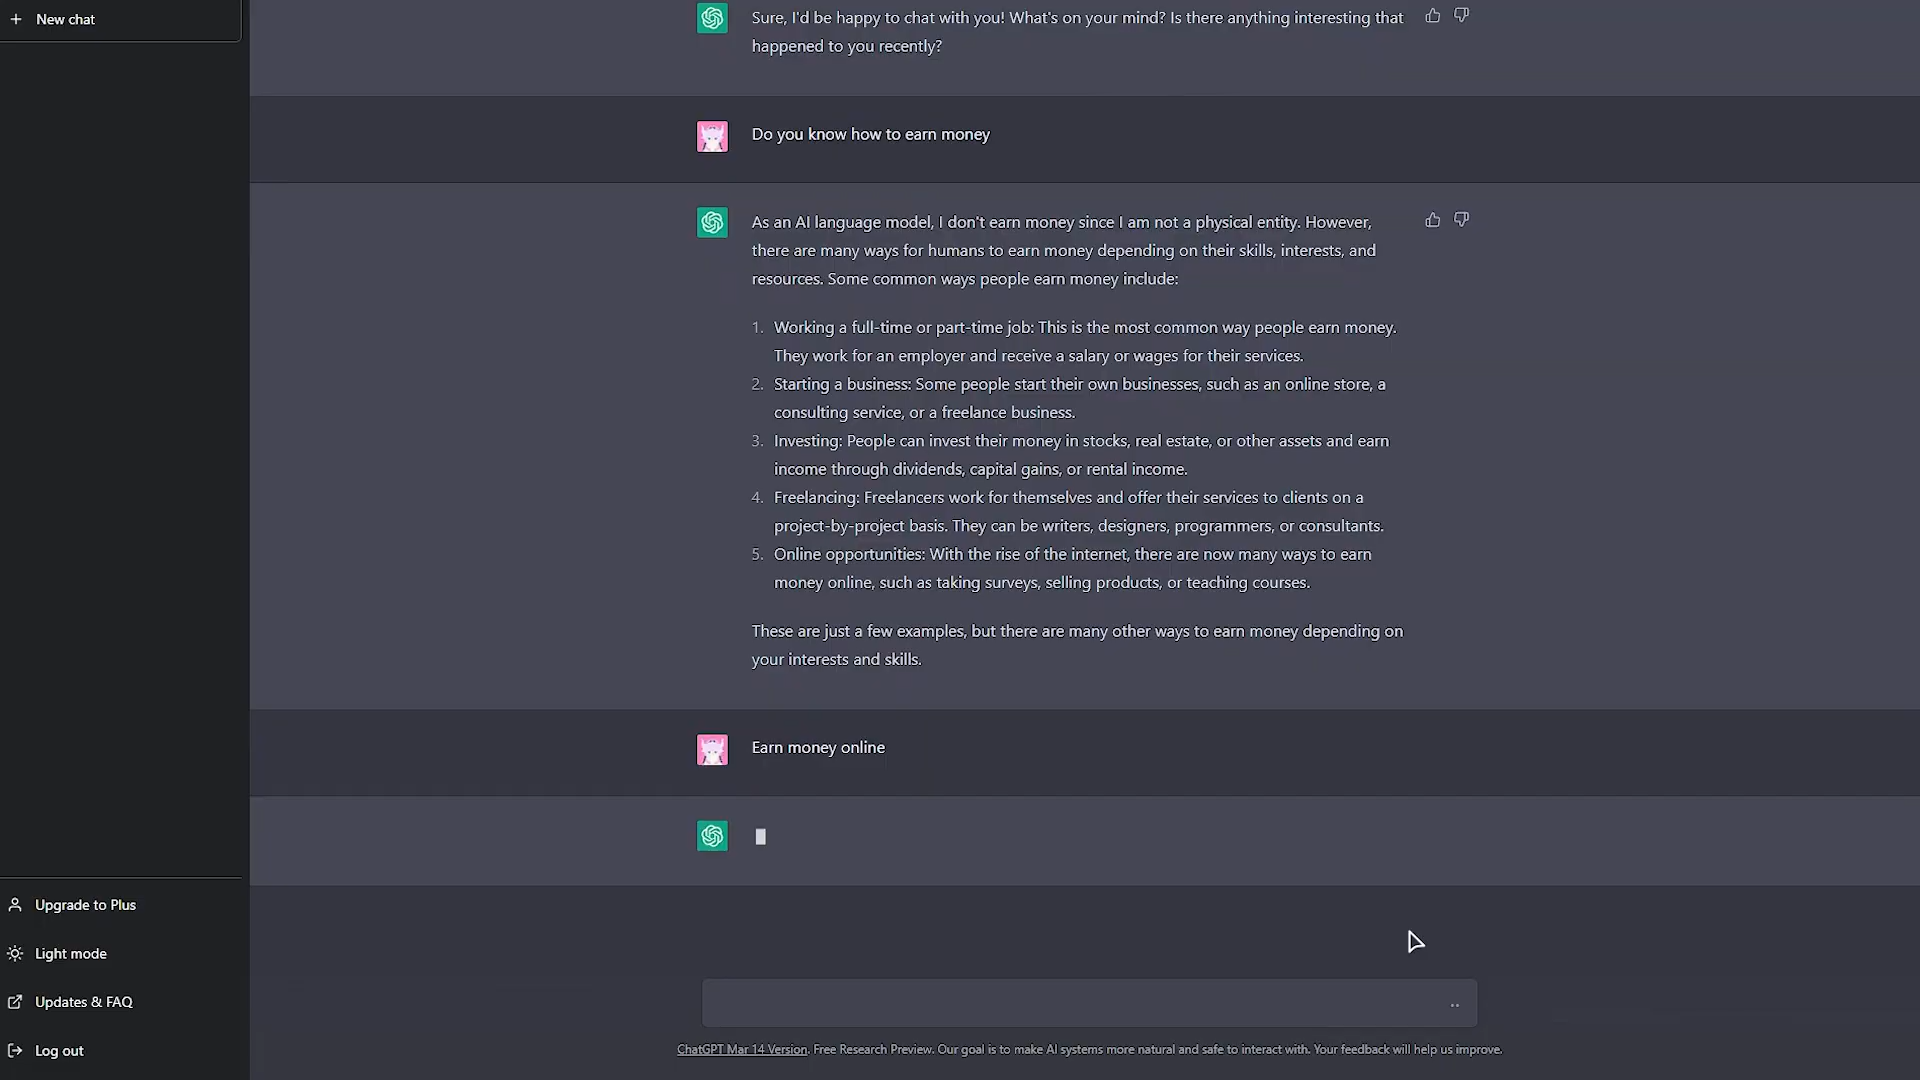 New chat
Sure, I'd be happy to chat with you! What's on your mind? Is there anything interesting that
happened to you recently?
Do you know how to earn money
As an AI language model, I don't earn money since I am not a physical entity. However,
there are many ways for humans to earn money depending on their skills, interests, and
resources. Some common ways people earn money include:
1. Working a full-time or part-time job: This is the most common way people earn money.
They work for an employer and receive a salary or wages for their services.
2. Starting a business: Some people start their own businesses, such as an online store, a
consulting service, or a freelance business.
3. Investing: People can invest their money in stocks, real estate, or other assets and earn
income through dividends, capital gains, or rental income.
4. Freelancing: Freelancers work for themselves and offer their services to clients on a
project-by-project basis. They can be writers, designers, programmers, or consultants.
5. Online opportunities: With the rise of the internet, there are now many ways to earn
money online, such as taking surveys, selling products, or teaching courses.
These are just a few examples, but there are many other ways to earn money depending on
your interests and skills.
Earn money online
Upgrade to Plus
Light mode
Updates & FAQ
Log out
ChatGPT Mar 14 Version. Free Research Preview. Our goal is to make AI systems more natural and safe to interact with. Your feedback will help us improve.